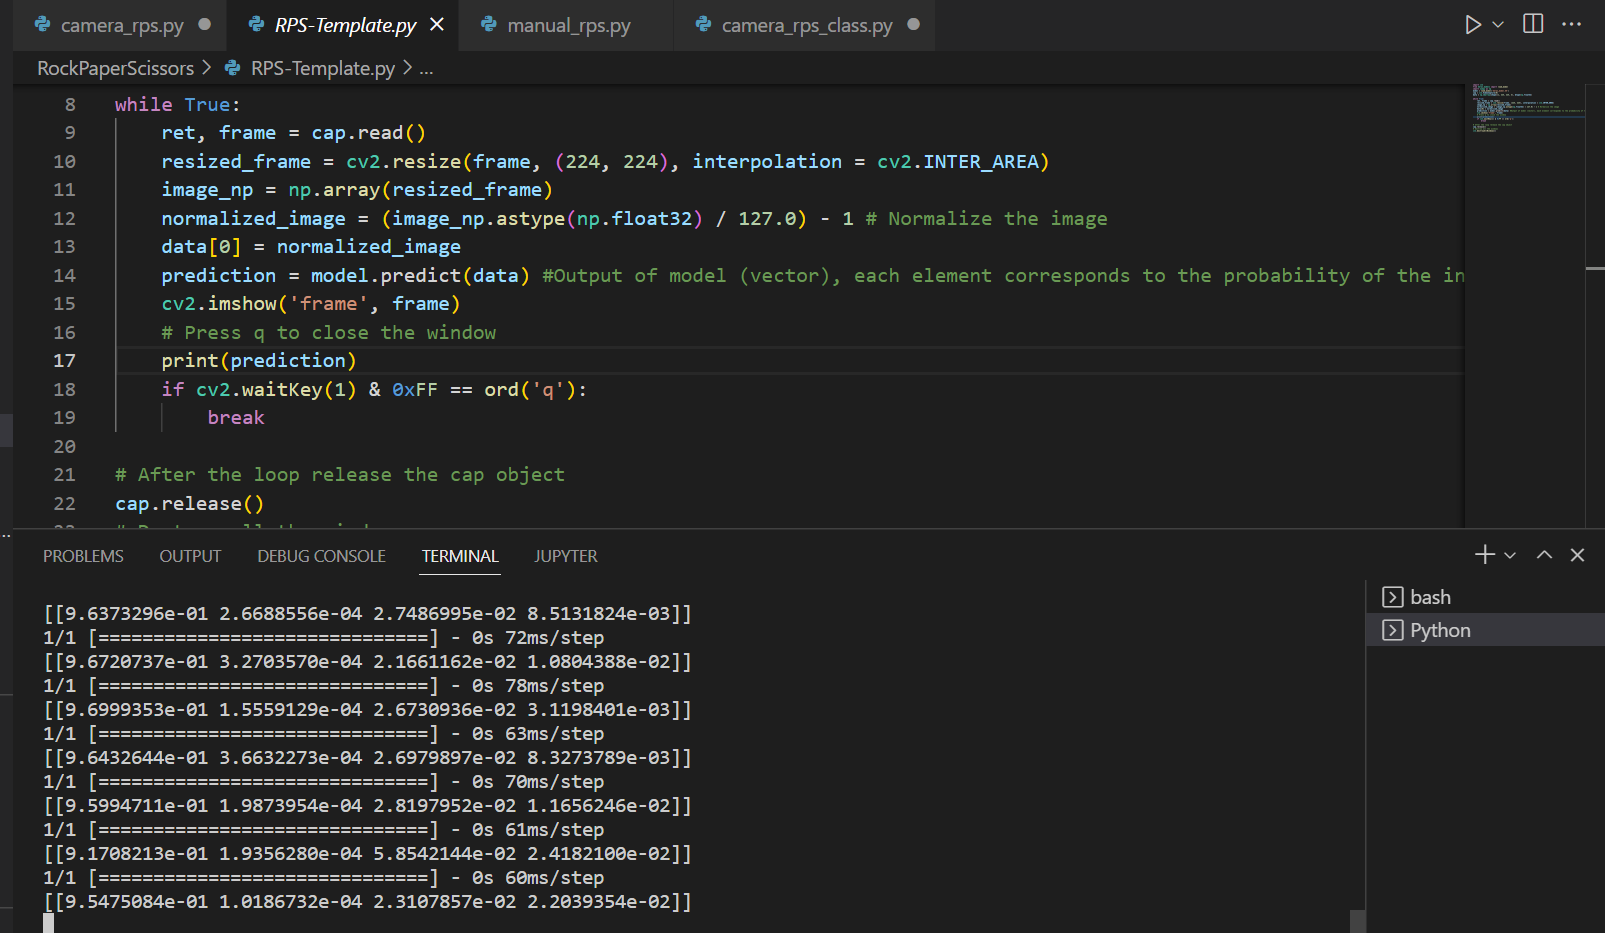 camera_rps.py RPS-Template.py manual_rps.py camera_rps_class.py
RockPaperScissors > RPS-Template.py > ...
8 while True:
9 ret, frame = cap.read()
10 resized_frame = cv2.resize(frame, (224, 224), interpolation = cv2.INTER_AREA)
11 image_np = np.array(resized_frame)
12 normalized_image = (image_np.astype(np.float32) / 127.0) - 1 # Normalize the image
13 data[0] = normalized_image
14 prediction = model.predict(data) #Output of model (vector), each element corresponds to the probability of the in
15 cv2.imshow('frame', frame)
16 # Press q to close the window
17 print(prediction)
18 if cv2.waitKey(1) & 0xFF == ord('q'):
19 break
20
21 # After the loop release the cap object
22 cap.release()
PROBLEMS OUTPUT DEBUG CONSOLE TERMINAL JUPYTER
[[9.6373296e-01 2.6688556e-04 2.7486995e-02 8.5131824e-03]]
1/1 [==============================] - 0s 72ms/step
[[9.6720737e-01 3.2703570e-04 2.1661162e-02 1.0804388e-02]]
1/1 [==============================] - 0s 78ms/step
[[9.6999353e-01 1.5559129e-04 2.6730936e-02 3.1198401e-03]]
1/1 [==============================] - 0s 63ms/step
[[9.6432644e-01 3.6632273e-04 2.6979897e-02 8.3273789e-03]]
1/1 [==============================] - 0s 70ms/step
[[9.5994711e-01 1.9873954e-04 2.8197952e-02 1.1656246e-02]]
1/1 [==============================] - 0s 61ms/step
[[9.1708213e-01 1.9356280e-04 5.8542144e-02 2.4182100e-02]]
1/1 [==============================] - 0s 60ms/step
[[9.5475084e-01 1.0186732e-04 2.3107857e-02 2.2039354e-02]]
bash
Python